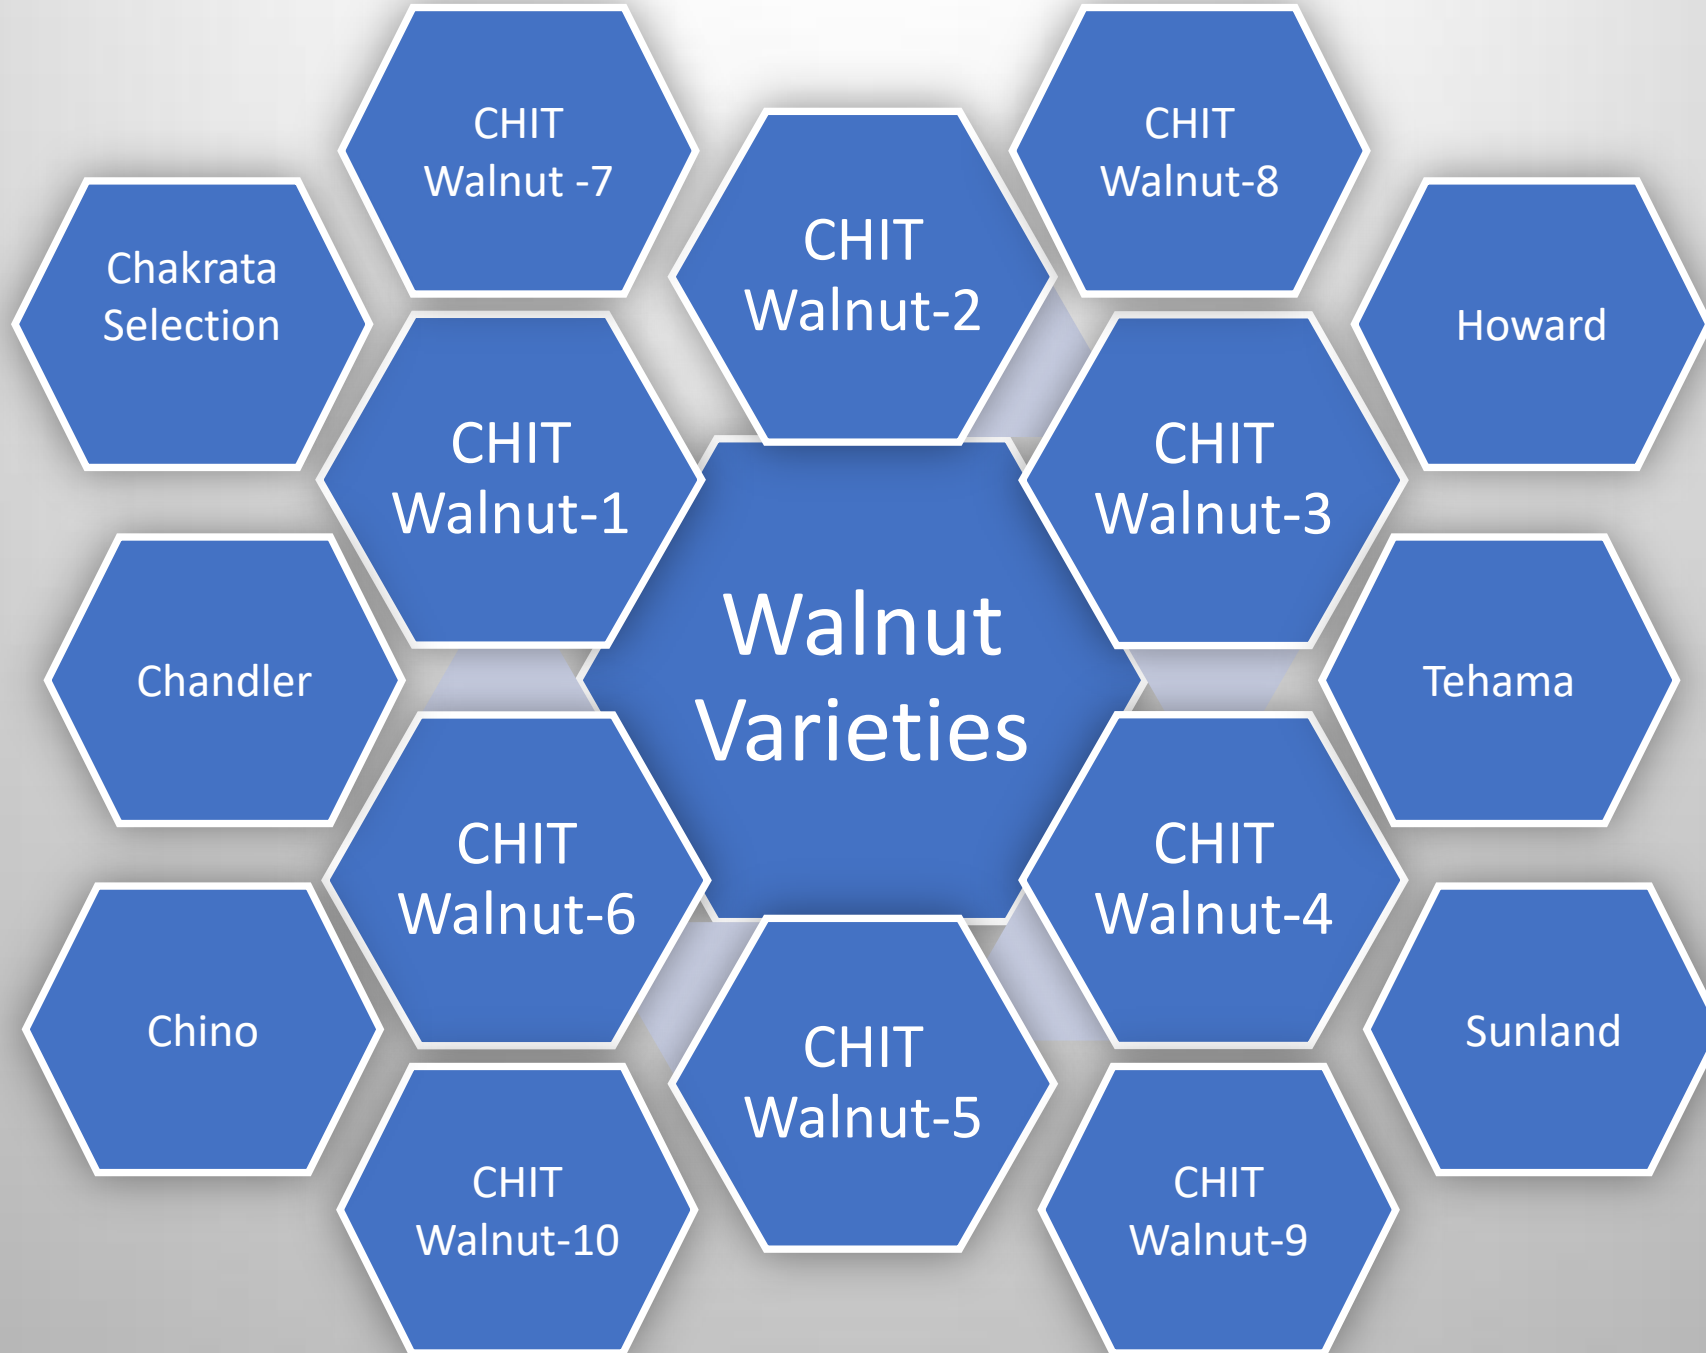 CHIT
Walnut -7
CHIT
Walnut-8
CHIT
Walnut-2
Chakrata
Selection
Howard
CHIT
Walnut-1
CHIT
Walnut-3
Walnut
Varieties
Chandler
Tehama
CHIT
Walnut-6
CHIT
Walnut-4
Chino
Sunland
CHIT
Walnut-5
CHIT
Walnut-10
CHIT
Walnut-9